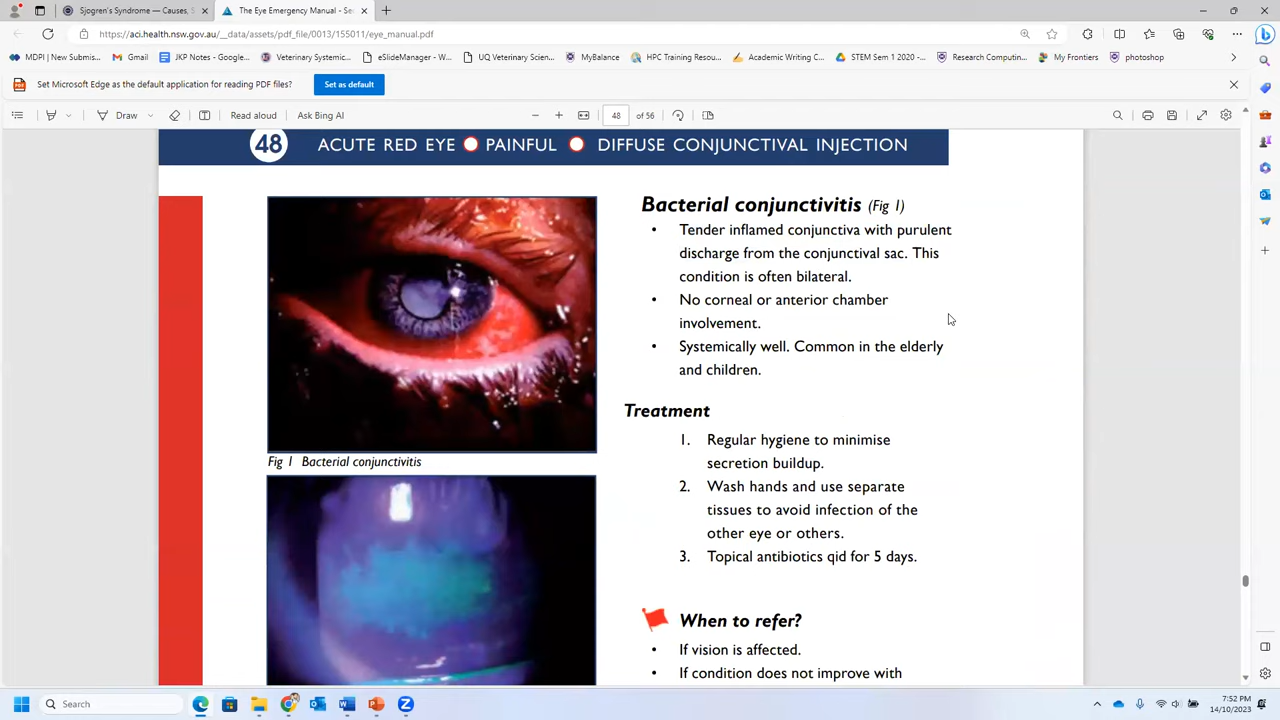 Sjogren's Syndrome — Causes, S
The Eye Emergency Manual - Se
https://aci.health.nsw.gov.au/__data/assets/pdf_file/0013/155011/eye_manual.pdf
MDPI | New Submis...
Gmail
JKP Notes - Google...
Veterinary Systemic...
eSlideManager - W...
UQ Veterinary Scien...
MyBalance
HPC Training Resou...
Academic Writing C...
STEM Sem 1 2020 -...
Research Computin...
My Frontiers
photoshop
Set Microsoft Edge as the default application for reading PDF files?
Set as default
Draw
Read aloud
Ask Bing AI
48
of 56
48
ACUTE RED EYE PAINFUL DIFFUSE CONJUNCTIVAL INJECTION
Bacterial conjunctivitis (Fig 1)
• Tender inflamed conjunctiva with purulent
discharge from the conjunctival sac. This
condition is often bilateral.
• No corneal or anterior chamber
involvement.
• Systemically well. Common in the elderly
and children.
Fig 1 Bacterial conjunctivitis
Treatment
1. Regular hygiene to minimise
secretion buildup.
2. Wash hands and use separate
tissues to avoid infection of the
other eye or others.
3. Topical antibiotics qid for 5 days.
When to refer?
• If vision is affected.
• If condition does not improve with
Search
7:52 PM
14/10/2023